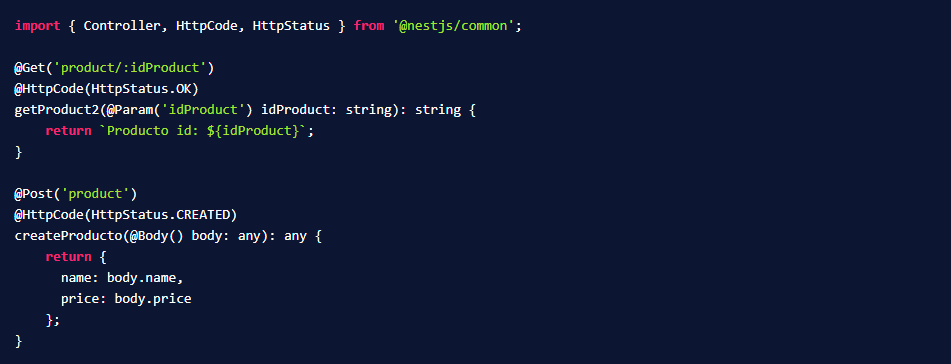 import { Controller, HttpCode, HttpStatus } from '@nestjs/common';
@Get('product/:idProduct')
@HttpCode(HttpStatus.OK)
getProduct2(@Param('idProduct') idProduct: string): string {
return `Producto id: ${idProduct}`;
}
@Post('product')
@HttpCode(HttpStatus.CREATED)
createProducto(@Body() body: any): any {
return {
name: body.name,
price: body.price
};
}